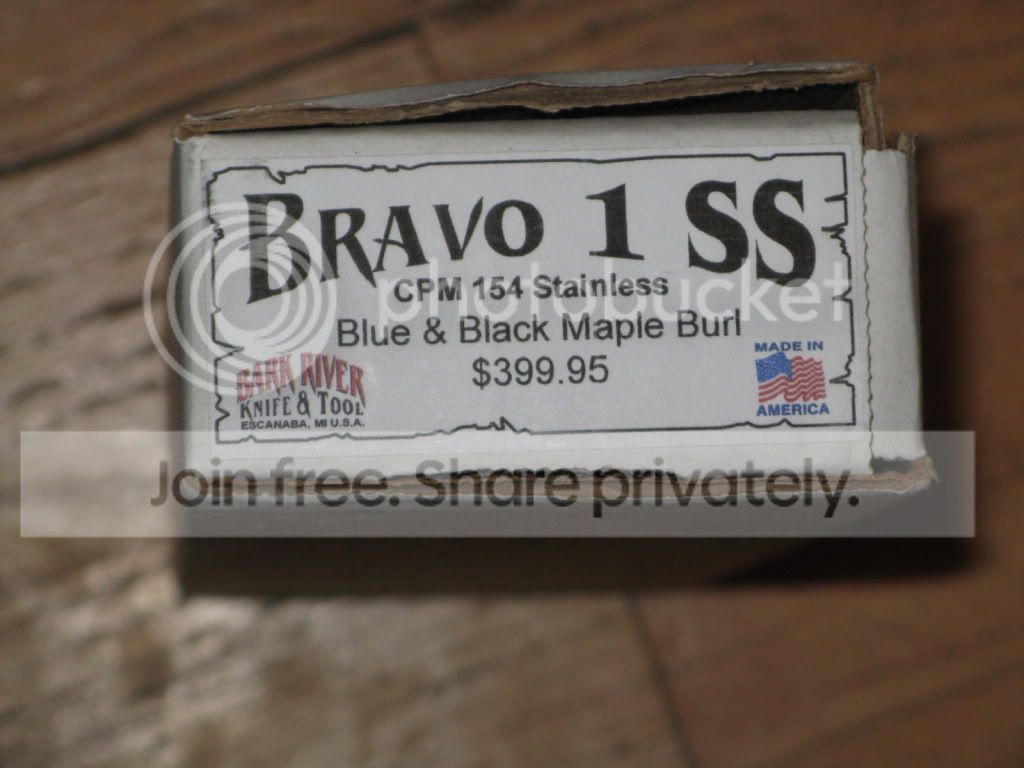 BRAVO 1 SS
CPM 154 Stainless
Blue & Black Maple Burl
$399.95
BARK RIVER
KNIFE & TOOL
ESCANABA, MI U.S.A.
MADE IN
AMERICA
photobucket
Join free. Share privately.